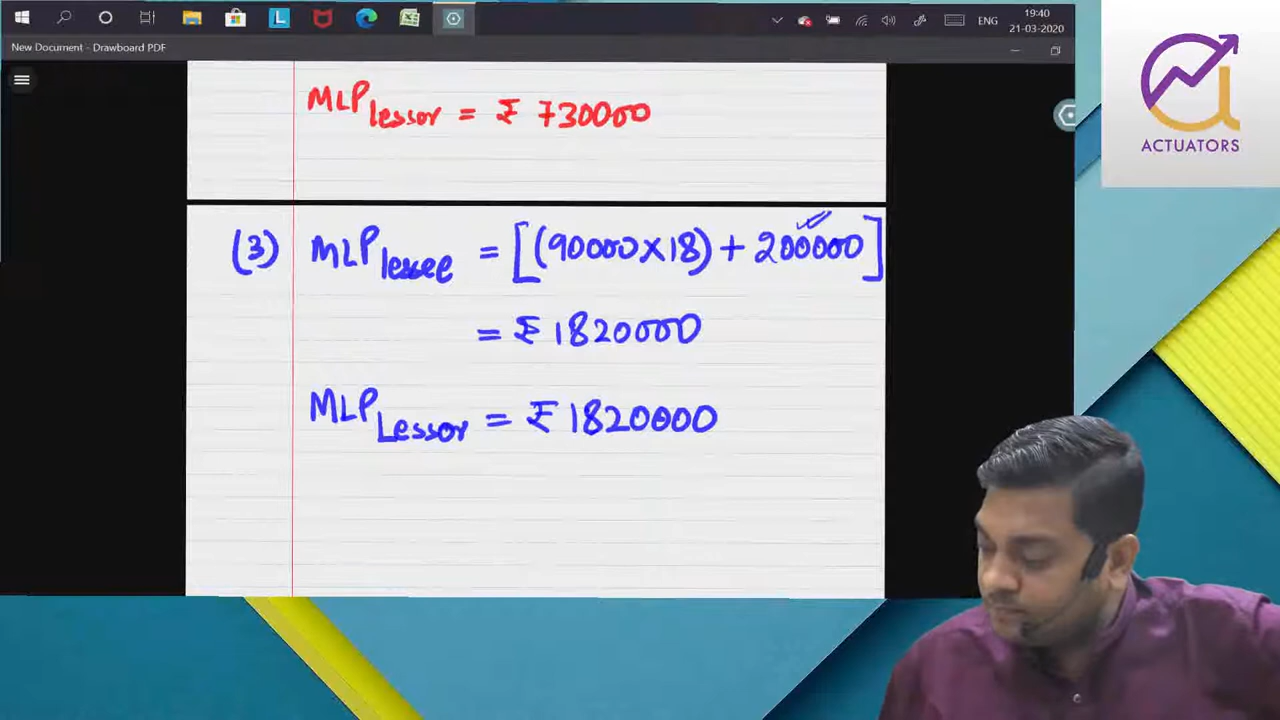 19:40
ENG
21-03-2020
New Document - Drawboard PDF
MLP lessor = ₹ 730000
(3) MLP lessee = [(90000×18) + 200000]
= ₹ 1820000
MLP Lessor = ₹ 1820000
ACTUATORS